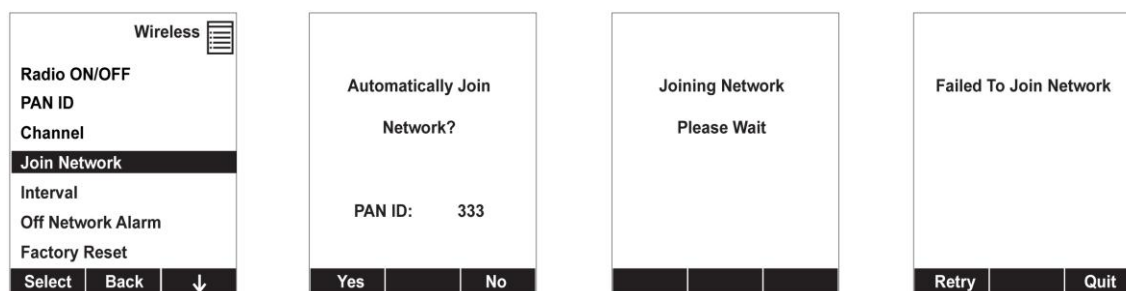 Wireless
Radio ON/OFF
PAN ID
Channel
Join Network
Interval
Off Network Alarm
Factory Reset
Select Back ↓
Automatically Join
Network?
PAN ID: 333
Yes No
Joining Network
Please Wait
Failed To Join Network
Retry Quit